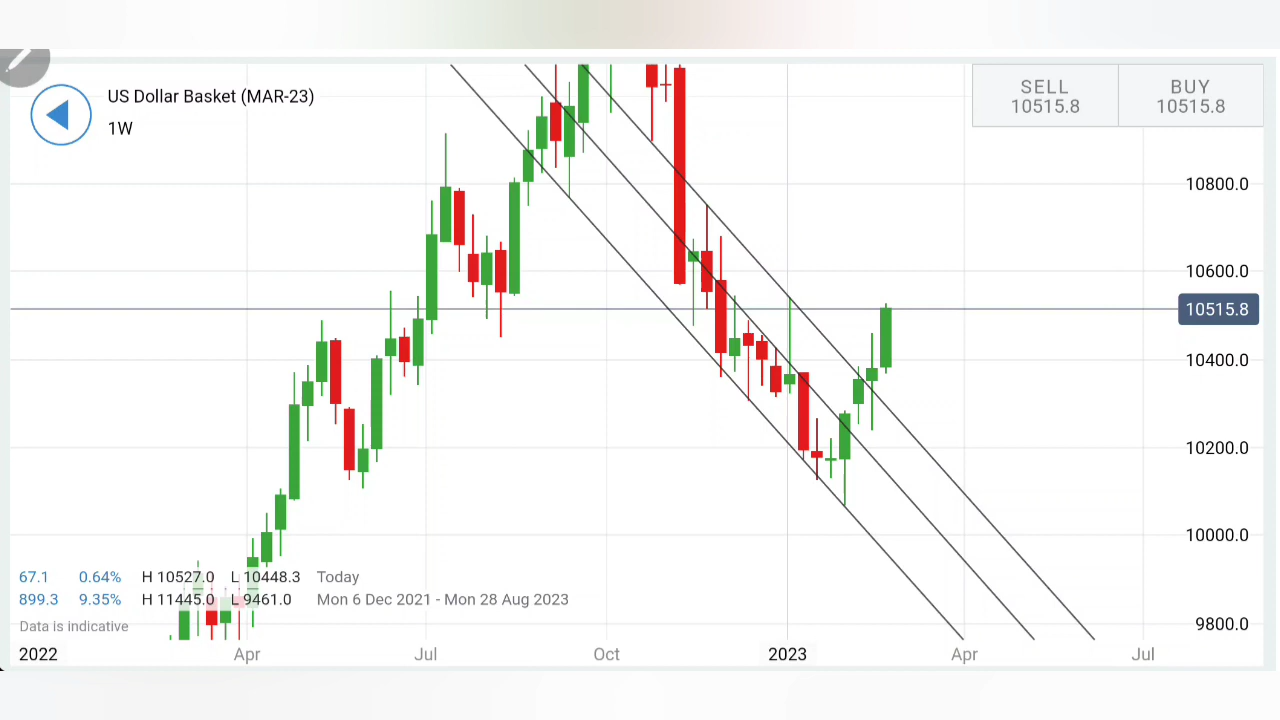 US Dollar Basket (MAR-23)
1W
SELL BUY
10515.8 10515.8
10800.0
10600.0
10515.8
10400.0
10200.0
10000.0
9800.0
67.1 0.64% H 10527.0 L 10448.3 Today
899.3 9.35% H 11445.0 L 9461.0 Mon 6 Dec 2021 - Mon 28 Aug 2023
Data is indicative
2022 Apr Jul Oct 2023 Apr Jul